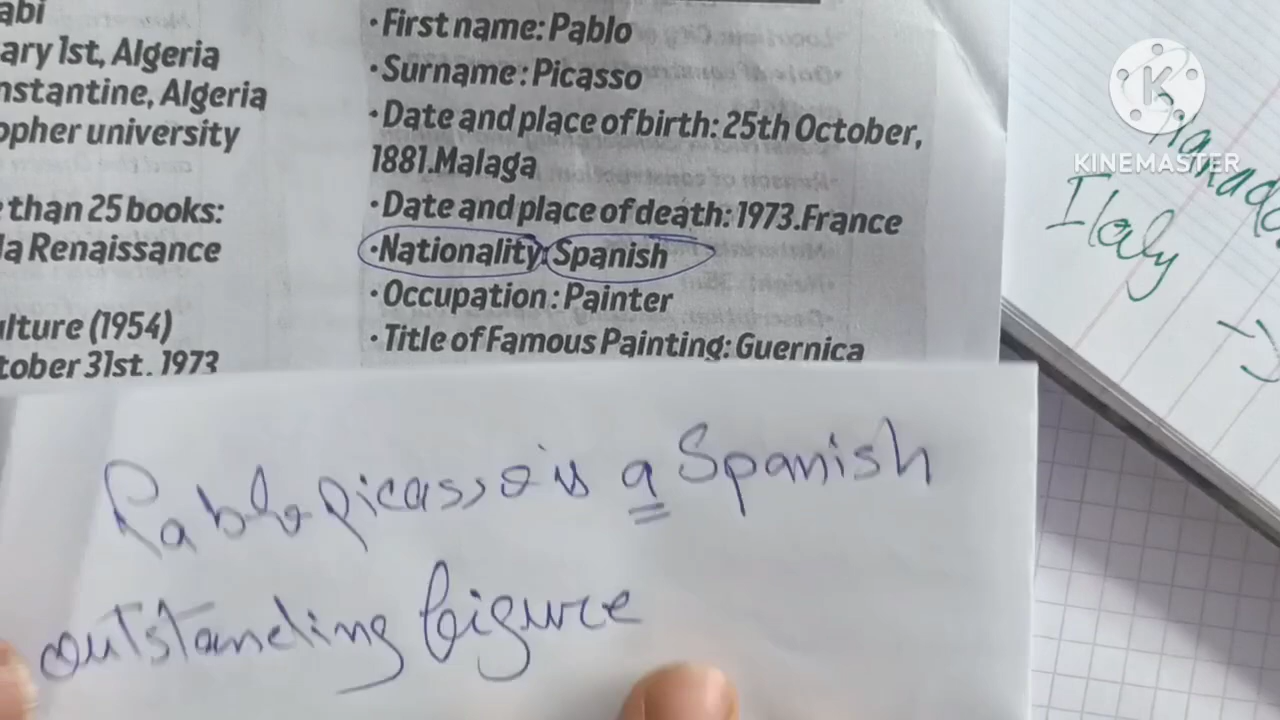 abi
ary 1st, Algeria
nstantine, Algeria
opher university
than 25 books:
la Renaissance
ulture (1954)
tober 31st. 1973
• First name: Pablo
• Surname: Picasso
• Date and place of birth: 25th October,
1881.Malaga
• Date and place of death: 1973.France
• Nationality: Spanish
• Occupation: Painter
• Title of Famous Painting: Guernica
KINEMASTER
Italy
Pablo picasso is a Spanish
outstanding figure